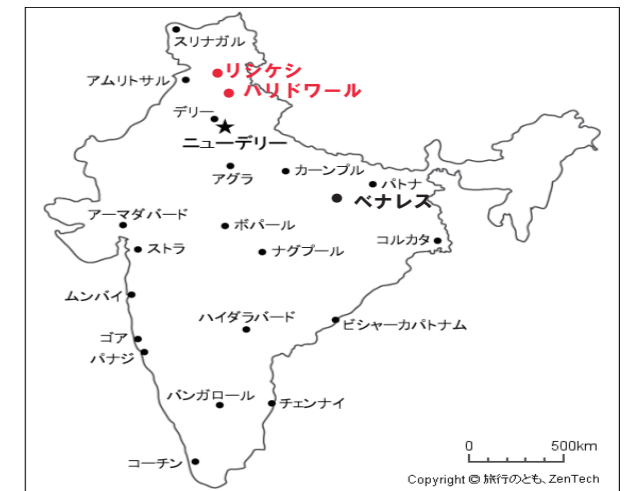 スリナガル
リシケシ
アムリトサル
ハリドワール
デリー
ニューデリー
アグラ
カーンプル
パトナ
ベナレス
アーマダバード
ボパール
コルカタ
ストラ
ナグプール
ムンバイ
ハイダラバード
ビシャーカパトナム
ゴア
パナジ
バンガロール
チェンナイ
コーチン
0 500km
Copyright © 旅行のとも、ZenTech